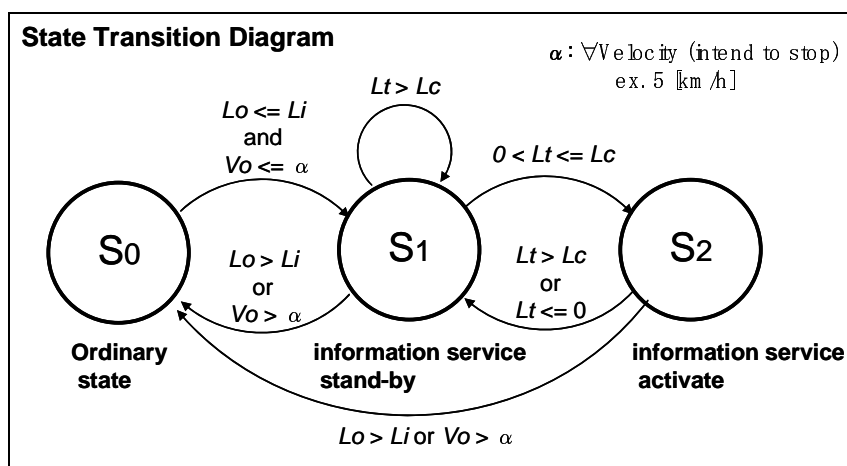 State Transition Diagram
α : ∀Velocity (intend to stop)
ex. 5 [km/h]
Lt > Lc
Lo <= Li
and
Vo <= α
0 < Lt <= Lc
S0
S1
S2
Lo > Li
or
Vo > α
Lt > Lc
or
Lt <= 0
Ordinary
state
information service
stand-by
information service
activate
Lo > Li or Vo > α